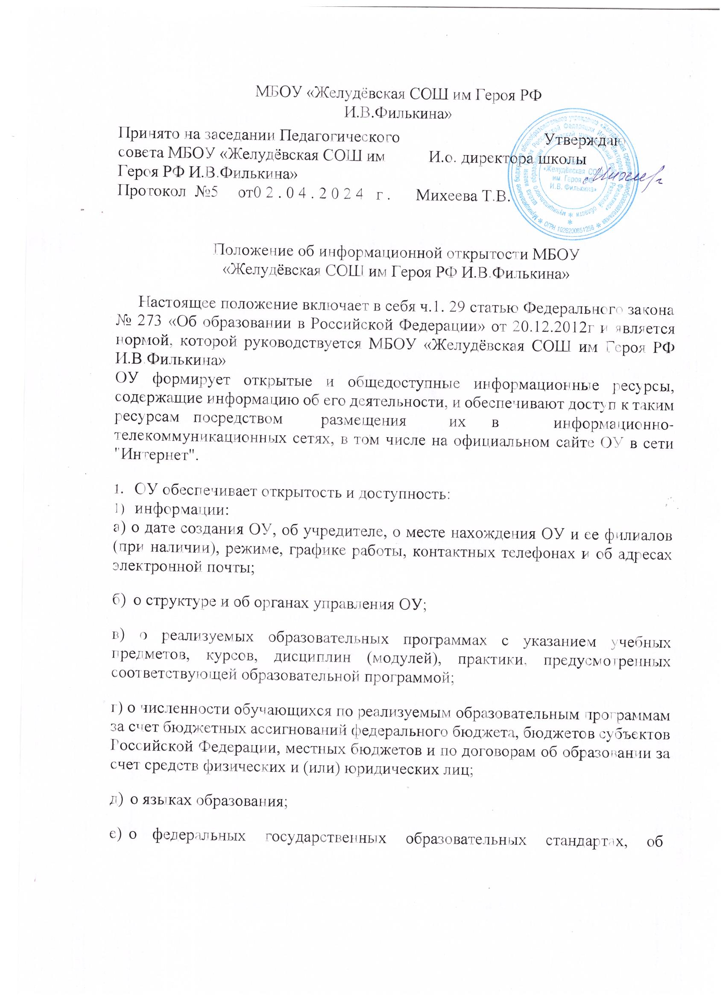 МБОУ «Желудёвская СОШ им Героя РФ
И.В.Филькина»
Принято на заседании Педагогического
совета МБОУ «Желудёвская СОШ им
Героя РФ И.В.Филькина»
Протокол №5 от0 2 . 0 4 . 2 0 2 4 г .
Утверждаю
И.о. директора школы
Михеева Т.В.
«Желудёвская СОШ
им Героя РФ
И.В. Филькина»
ОГРН 1026200851258
Положение об информационной открытости МБОУ
«Желудёвская СОШ им Героя РФ И.В.Филькина»
Настоящее положение включает в себя ч.1. 29 статью Федерального закона
№ 273 «Об образовании в Российской Федерации» от 20.12.2012г и является
нормой, которой руководствуется МБОУ «Желудёвская СОШ им Героя РФ
И.В.Филькина»
ОУ формирует открытые и общедоступные информационные ресурсы,
содержащие информацию об его деятельности, и обеспечивают доступ к таким
ресурсам посредством размещения их в информационно-
телекоммуникационных сетях, в том числе на официальном сайте ОУ в сети
"Интернет".
1. ОУ обеспечивает открытость и доступность:
1) информации:
а) о дате создания ОУ, об учредителе, о месте нахождения ОУ и ее филиалов
(при наличии), режиме, графике работы, контактных телефонах и об адресах
электронной почты;
б) о структуре и об органах управления ОУ;
в) о реализуемых образовательных программах с указанием учебных
предметов, курсов, дисциплин (модулей), практики, предусмотренных
соответствующей образовательной программой;
г) о численности обучающихся по реализуемым образовательным программам
за счет бюджетных ассигнований федерального бюджета, бюджетов субъектов
Российской Федерации, местных бюджетов и по договорам об образовании за
счет средств физических и (или) юридических лиц;
д) о языках образования;
е) о федеральных государственных образовательных стандартах, об